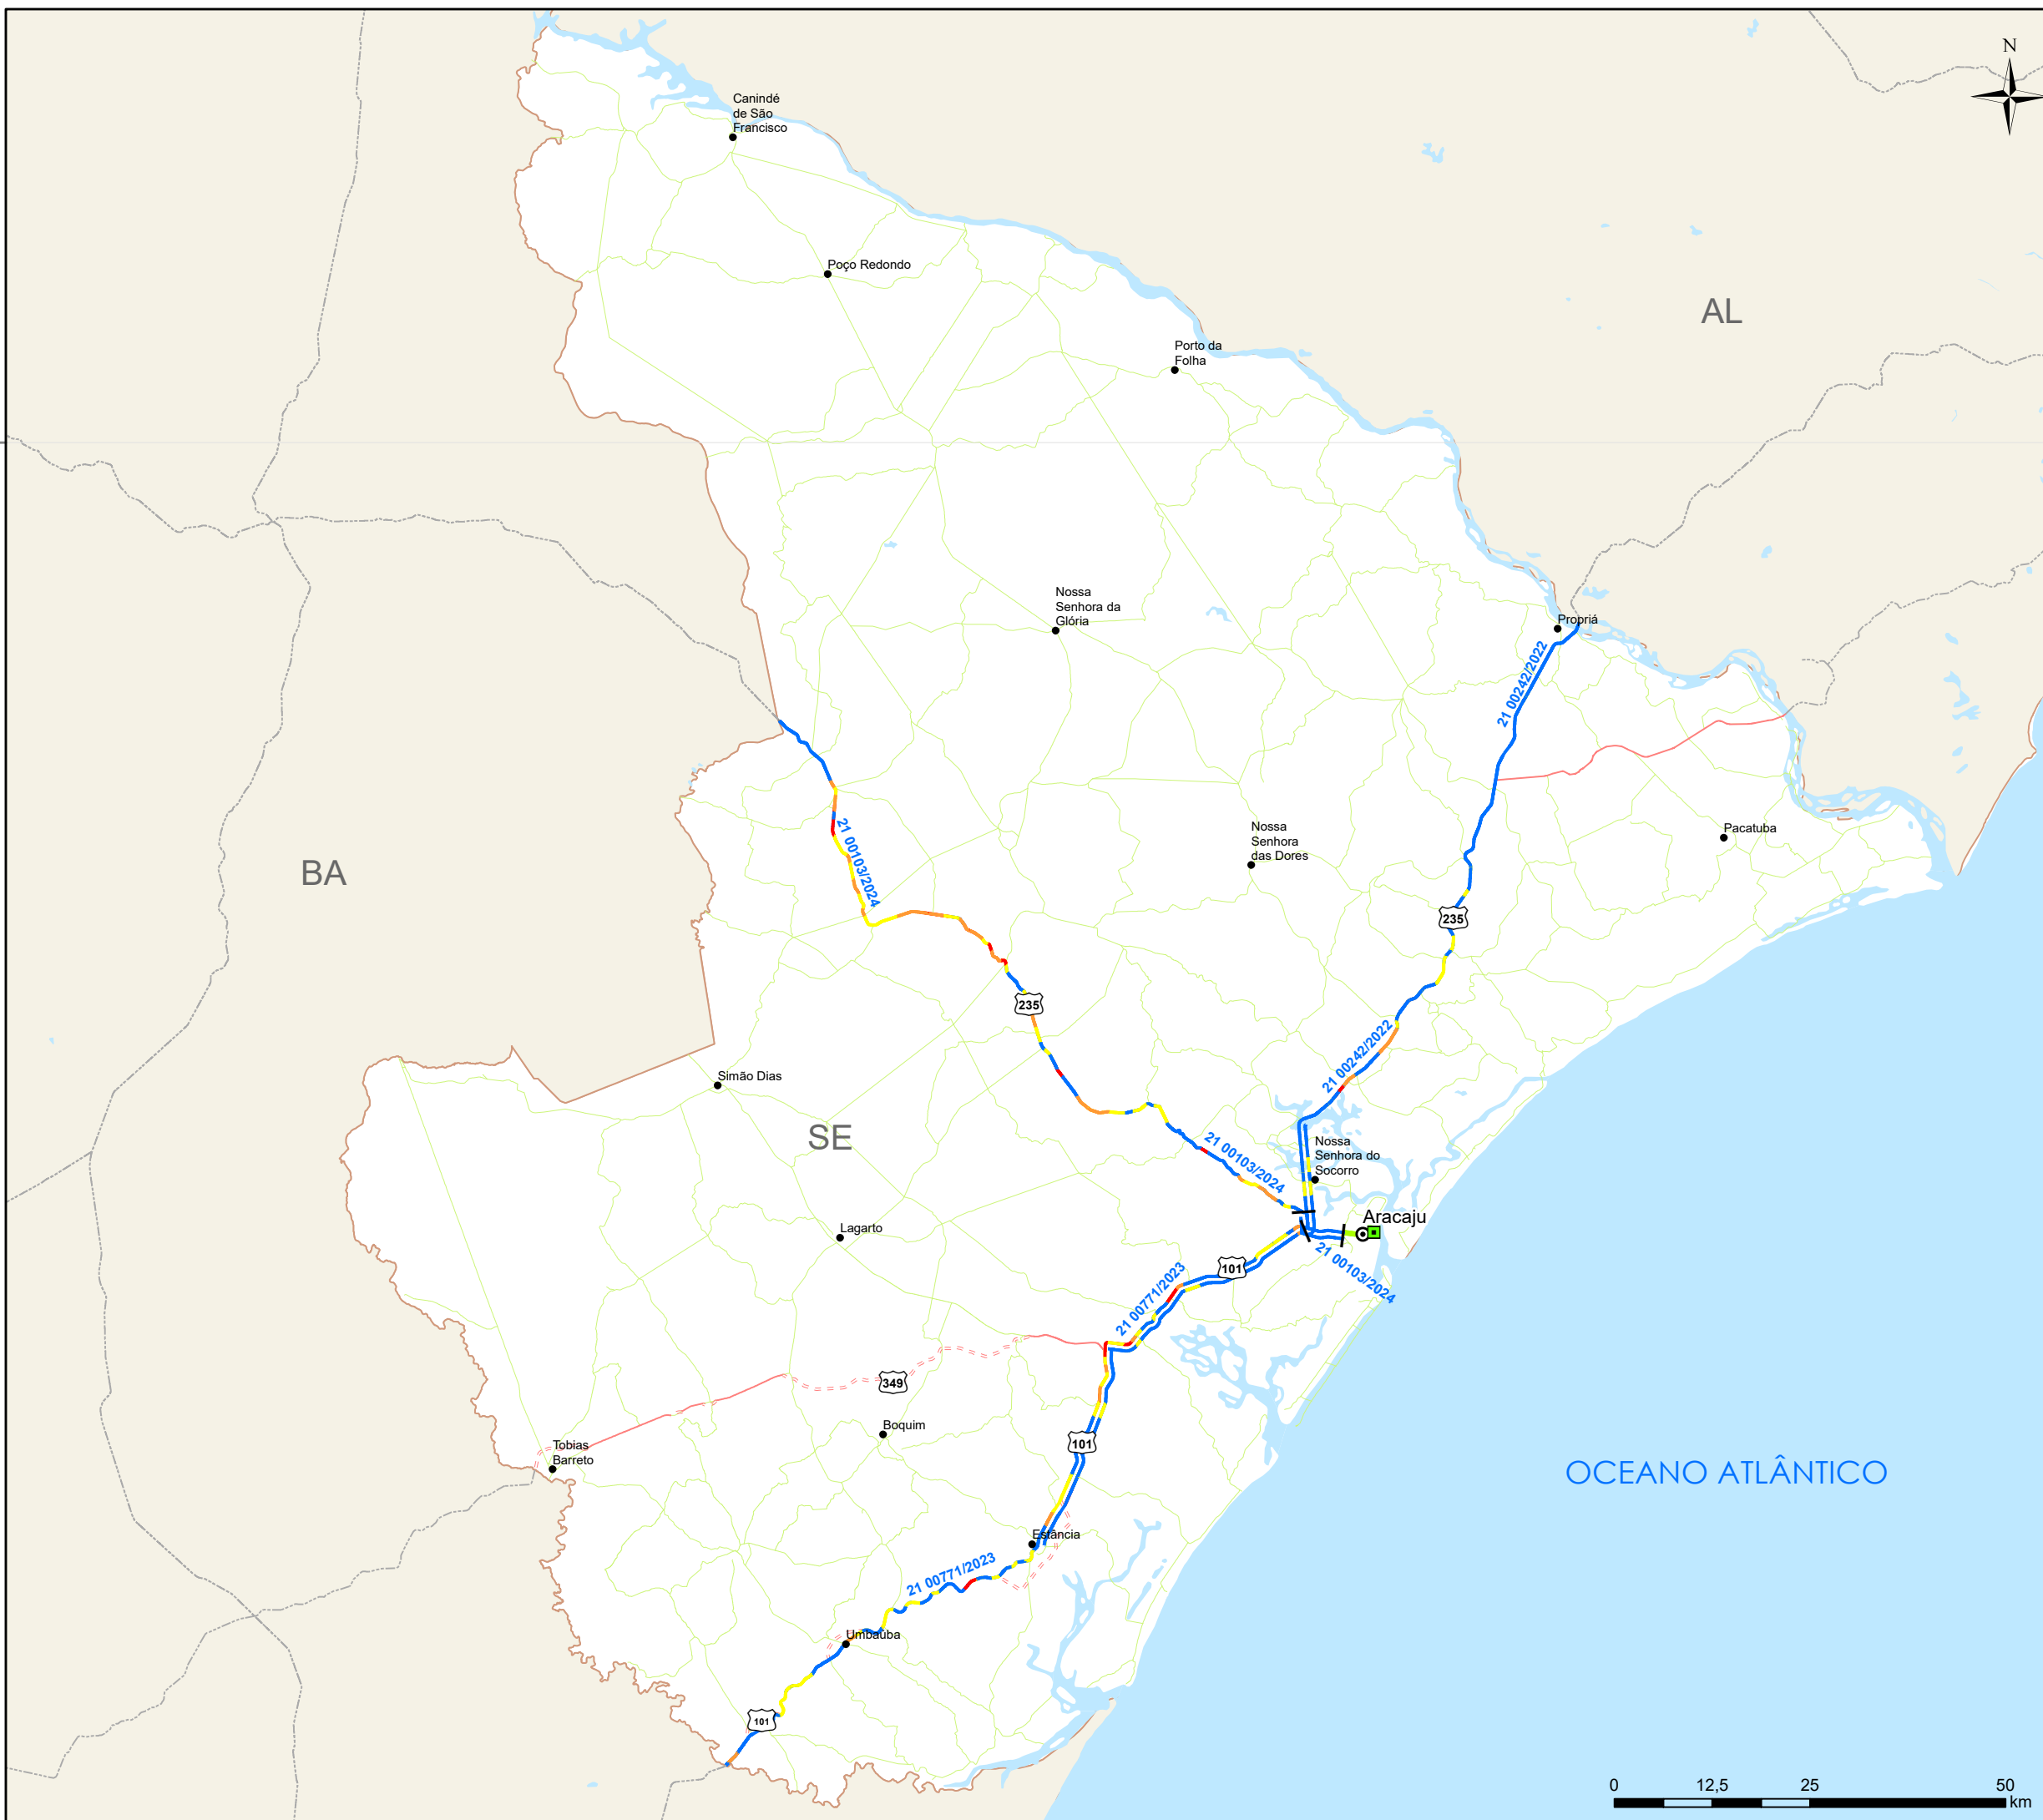 N
Canindé
de São
Francisco
Poço Redondo
AL
Porto da
Folha
Nossa
Senhora da
Glória
Propriá
21 00242/2022
Pacatuba
Nossa
Senhora
das Dores
21 00103/2024
BA
235
235
21 00242/2022
Simão Dias
SE
21 00103/2024
Nossa
Senhora do
Socorro
Aracaju
Lagarto
21 00103/2024
101
21 00771/2023
349
Boquim
101
Tobias
Barreto
OCEANO ATLÂNTICO
Estância
21 00771/2023
Umbaúba
101
0 12,5 25 50
km